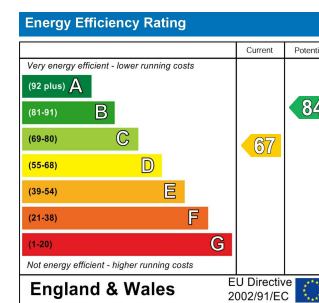 Energy Efficiency Rating
Current
Very energy efficient - lower running costs
(92 plus) A
(81-91) B
84
(69-80) C
67
(55-68) D
(39-54) E
(21-38) F
(1-20) G
Not energy efficient - higher running costs
England & Wales
EU Directive
2002/91/EC